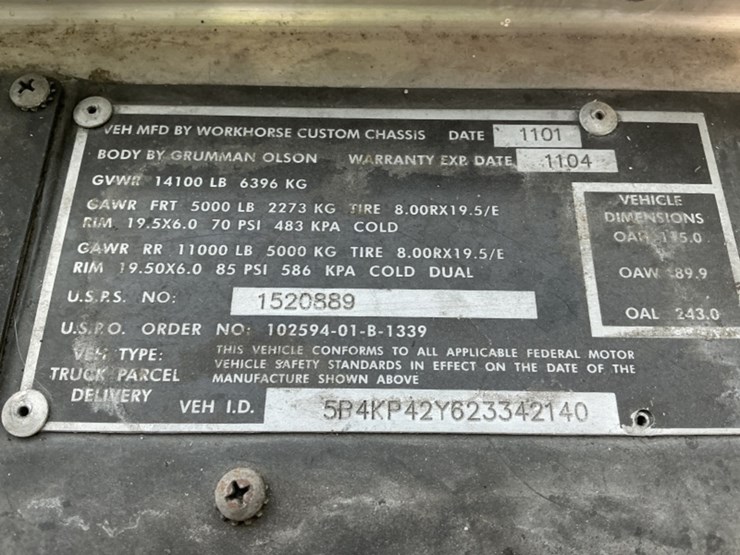 VEH MFD BY WORKHORSE CUSTOM CHASSIS DATE 1101
BODY BY GRUMMAN OLSON WARRANTY EXP. DATE 1104
GVWR 14100 LB 6396 KG
GAWR FRT 5000 LB 2273 KG TIRE 8.00RX19.5/E
RIM 19.5X6.0 70 PSI 483 KPA COLD
GAWR RR 11000 LB 5000 KG TIRE 8.00RX19.5/E
RIM 19.50X6.0 85 PSI 586 KPA COLD DUAL
VEHICLE
DIMENSIONS
OAH 115.0
OAW 89.9
OAL 243.0
U.S.P.S. NO: 1520889
U.S.P.O. ORDER NO: 102594-01-B-1339
VEH TYPE:
TRUCK PARCEL
DELIVERY
THIS VEHICLE CONFORMS TO ALL APPLICABLE FEDERAL MOTOR
VEHICLE SAFETY STANDARDS IN EFFECT ON THE DATE OF THE
MANUFACTURE SHOWN ABOVE
VEH I.D. 5B4KP42Y623342140